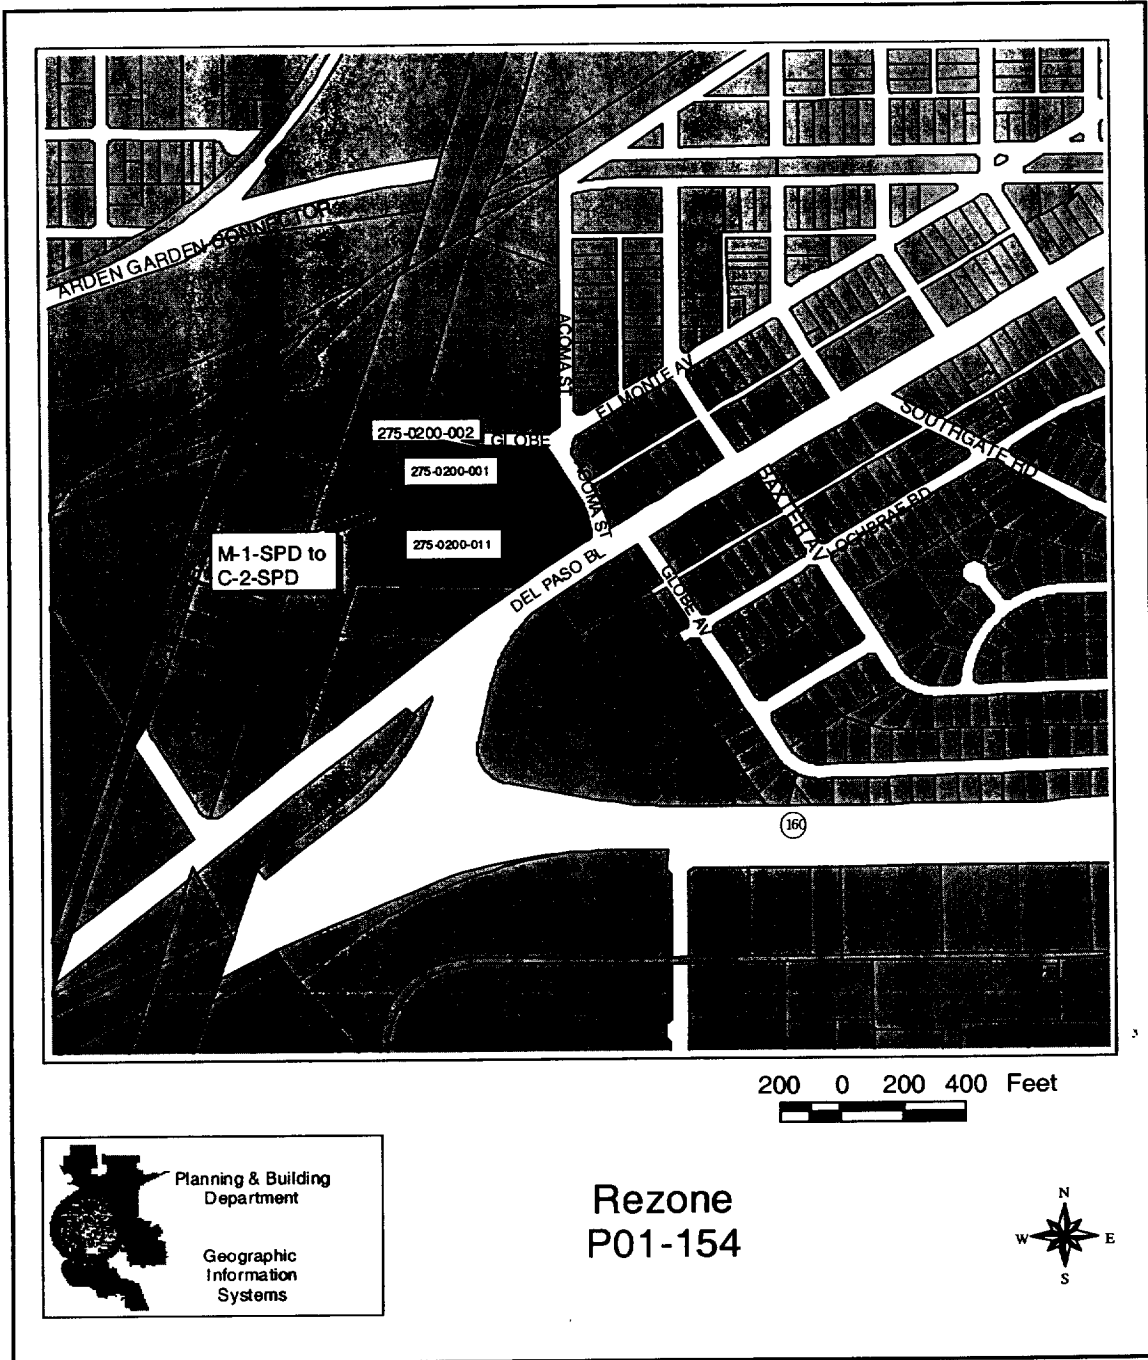 ARDEN GARDEN CONNECTOR
ACOMA ST
EL MONTE AV
275-0200-002
GLOBE
275-0200-001
SOUTHGATE RD
COMA ST
BAXTER AV
LOCHBRAE RD
275-0200-011
M-1-SPD to
C-2-SPD
DEL PASO BL
GLOBE AV
160
200 0 200 400 Feet
Planning & Building
Department
Geographic
Information
Systems
Rezone
P01-154
N
W E
S